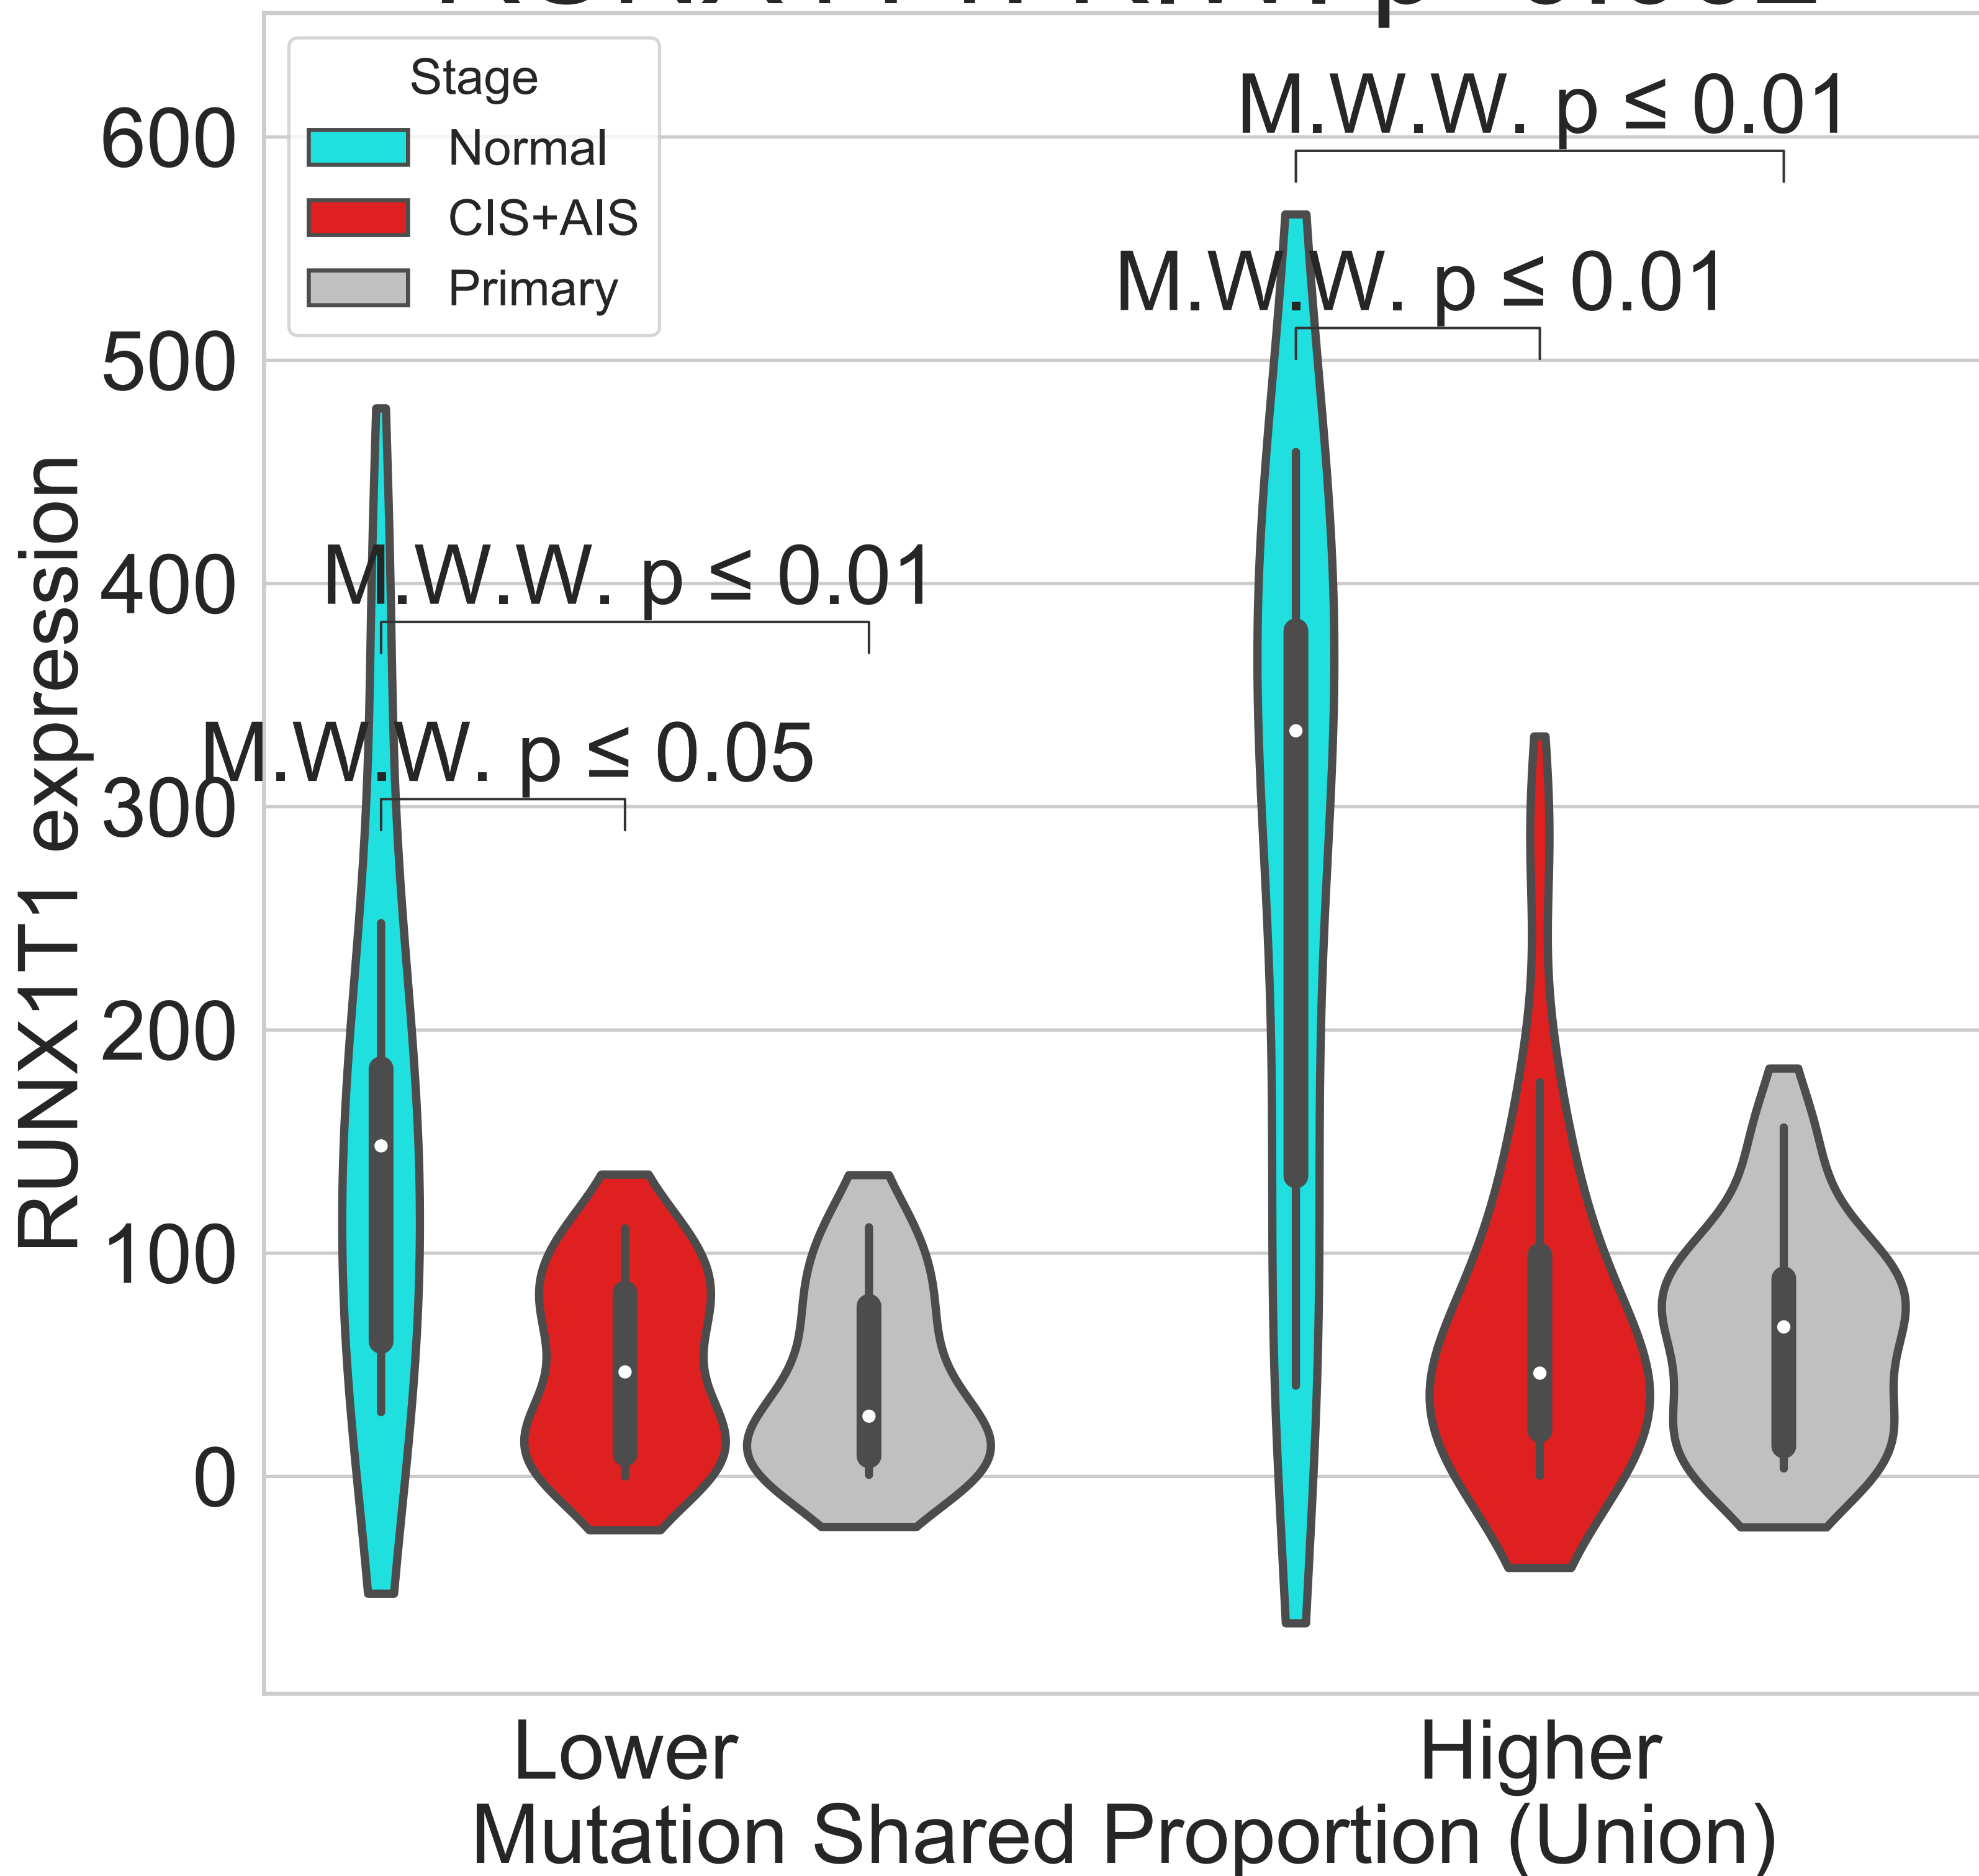 Stage
Normal
CIS+AIS
Primary
M.W.W. p ≤ 0.01
M.W.W. p ≤ 0.01
M.W.W. p ≤ 0.01
M.W.W. p ≤ 0.05
600
500
400
300
200
100
0
RUNX1T1 expression
Lower
Higher
Mutation Shared Proportion (Union)